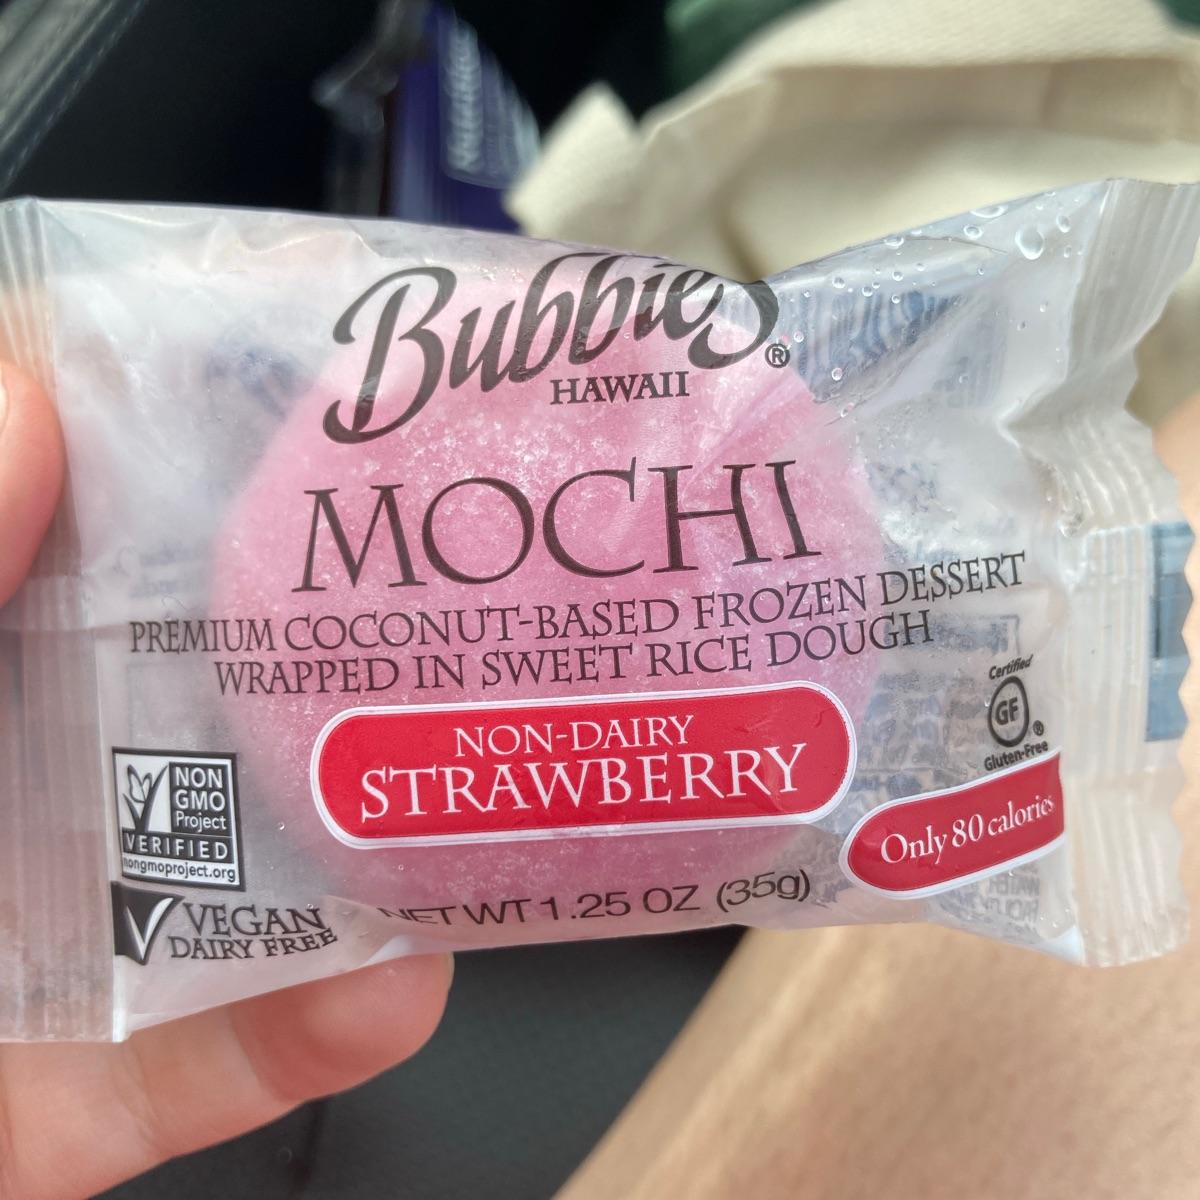 Bubbies®
HAWAII
MOCHI
PREMIUM COCONUT-BASED FROZEN DESSERT
WRAPPED IN SWEET RICE DOUGH
NON-DAIRY
STRAWBERRY
Certified
GF®
Gluten-Free
Only 80 calories
NON
GMO
Project
VERIFIED
nongmoproject.org
VEGAN
DAIRY FREE
NET WT 1.25 OZ (35g)